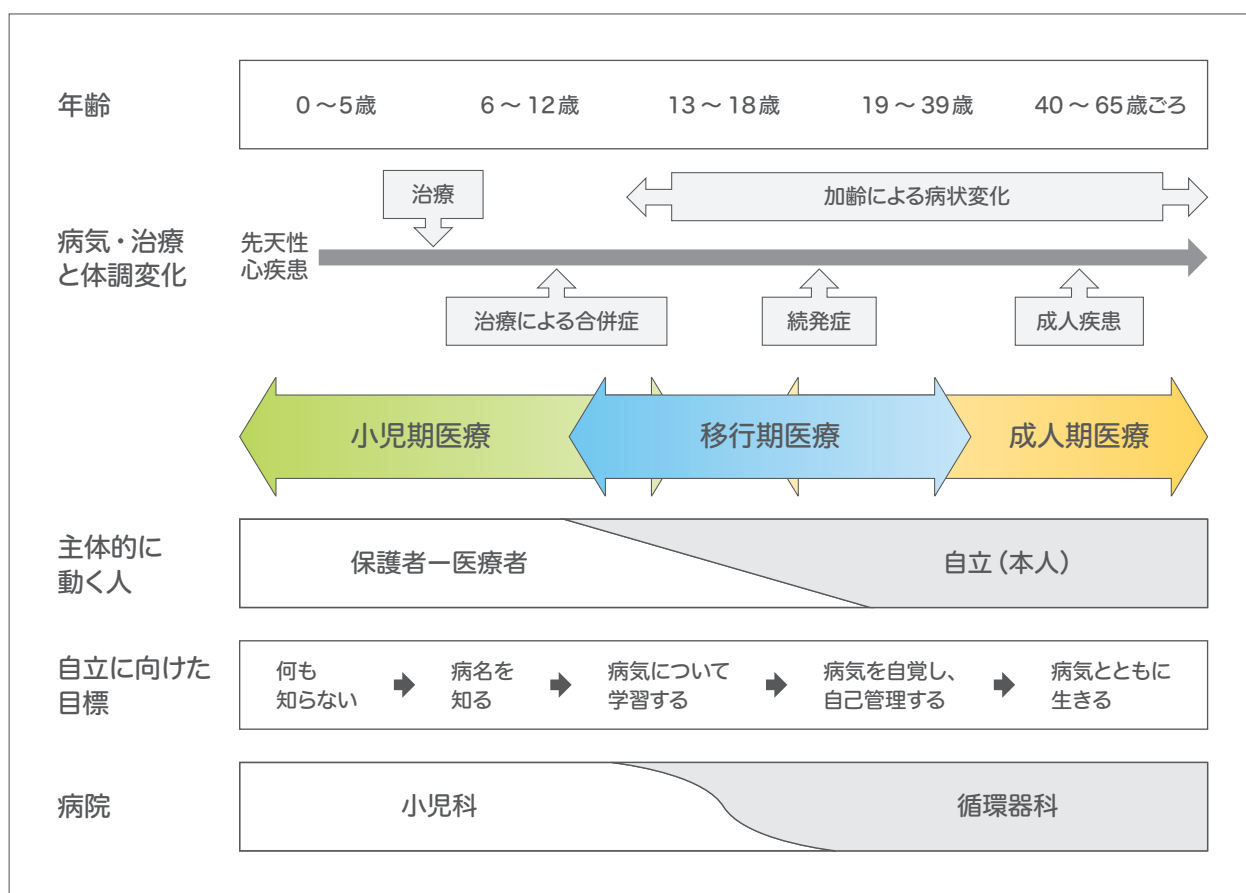 年齢
0～5歳
6～12歳
13～18歳
19～39歳
40～65歳ごろ
病気・治療
と体調変化
先天性
心疾患
治療
加齢による病状変化
治療による合併症
続発症
成人疾患
小児期医療
移行期医療
成人期医療
主体的に
動く人
保護者ー医療者
自立（本人）
自立に向けた
目標
何も
知らない
病名を
知る
病気について
学習する
病気を自覚し、
自己管理する
病気とともに
生きる
病院
小児科
循環器科